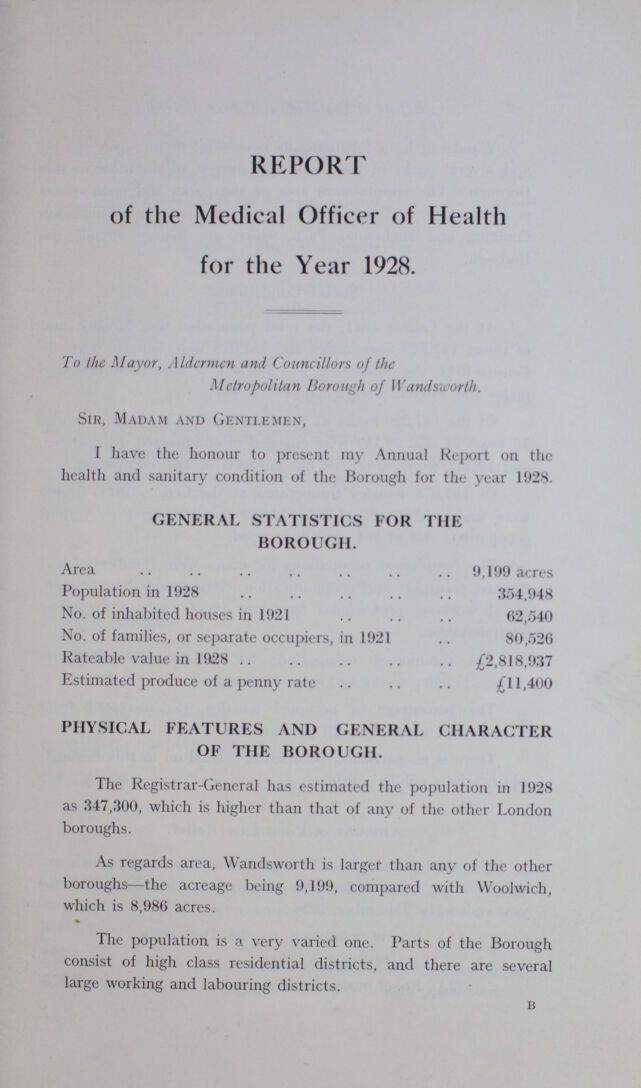 REPORT
of the Medical Officer of Health
for the Year 1928.
To the Mayor, Aldermen and Councillors of the
Metropolitan Borough of Wandsworth.
Sir, Madam and Gentlemen,
I have the honour to present my Annual Report on the
health and sanitary condition of the Borough for the year 1928.
GENERAL STATISTICS FOR THE
BOROUGH.
Area .. .. .. .. .. .. .. 9,199 acres
Population in 1928 .. .. .. .. .. 354,948
No. of inhabited houses in 1921 .. .. .. 62,540
No. of families, or separate occupiers, in 1921 .. 80,526
Rateable value in 1928 .. .. .. .. .. £2,818,937
Estimated produce of a penny rate .. .. .. £11,400
PHYSICAL FEATURES AND GENERAL CHARACTER
OF THE BOROUGH.
The Registrar-General has estimated the population in 1928
as 347,300, which is higher than that of any of the other London
boroughs.
As regards area, Wandsworth is larger than any of the other
boroughs—the acreage being 9,199, compared with Woolwich,
which is 8,986 acres.
The population is a very varied one. Parts of the Borough
consist of high class residential districts, and there are several
large working and labouring districts.
B